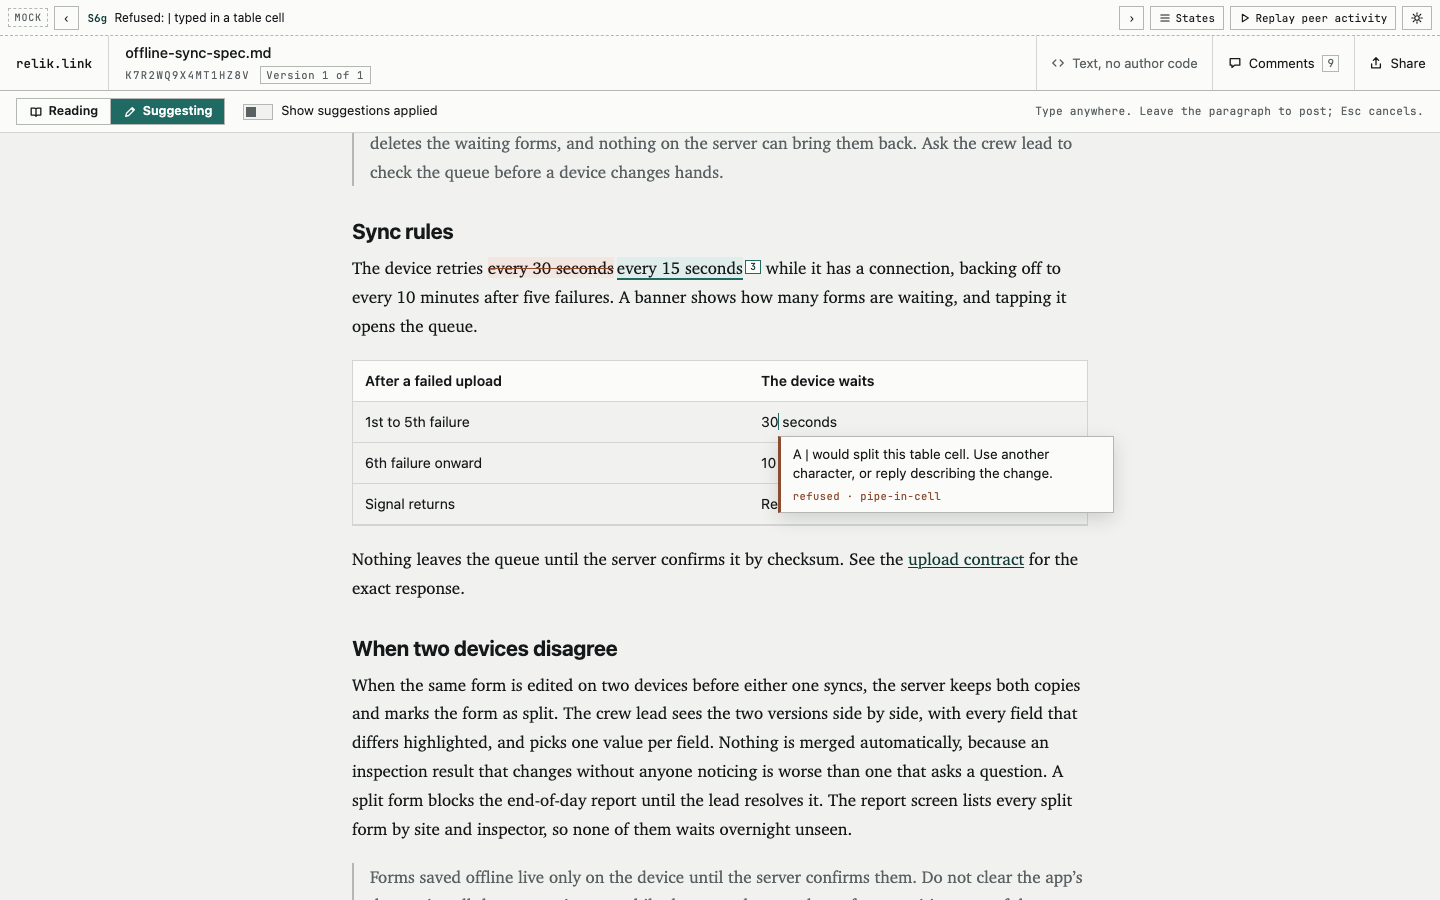 MOCK ‹ S6g Refused: | typed in a table cell › States Replay peer activity
relik.link offline-sync-spec.md
K7R2WQ9X4MT1HZ8V Version 1 of 1
Text, no author code Comments 9 Share
Reading Suggesting Show suggestions applied Type anywhere. Leave the paragraph to post; Esc cancels.
deletes the waiting forms, and nothing on the server can bring them back. Ask the crew lead to
check the queue before a device changes hands.
Sync rules
The device retries every 30 seconds every 15 seconds 3 while it has a connection, backing off to
every 10 minutes after five failures. A banner shows how many forms are waiting, and tapping it
opens the queue.
After a failed upload The device waits
1st to 5th failure 30 seconds
6th failure onward 10
Signal returns Re
A | would split this table cell. Use another
character, or reply describing the change.
refused · pipe-in-cell
Nothing leaves the queue until the server confirms it by checksum. See the upload contract for the
exact response.
When two devices disagree
When the same form is edited on two devices before either one syncs, the server keeps both copies
and marks the form as split. The crew lead sees the two versions side by side, with every field that
differs highlighted, and picks one value per field. Nothing is merged automatically, because an
inspection result that changes without anyone noticing is worse than one that asks a question. A
split form blocks the end-of-day report until the lead resolves it. The report screen lists every split
form by site and inspector, so none of them waits overnight unseen.
Forms saved offline live only on the device until the server confirms them. Do not clear the app’s